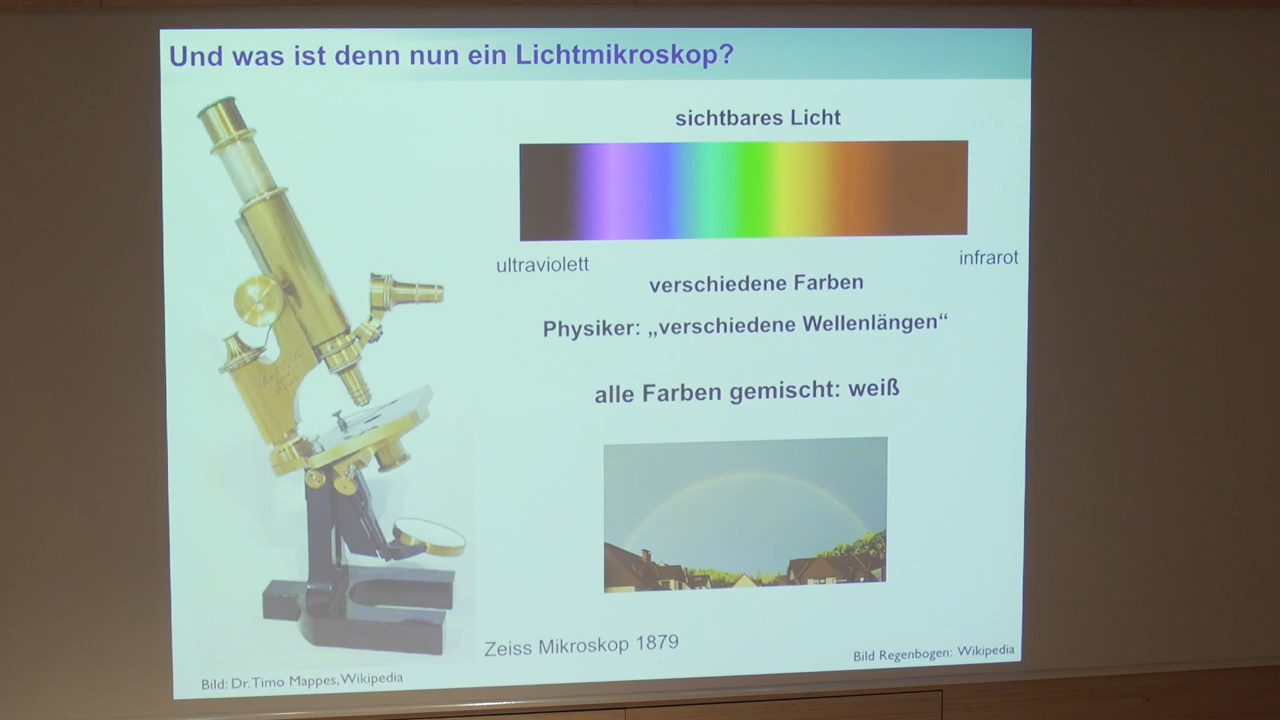 Und was ist denn nun ein Lichtmikroskop?
sichtbares Licht
ultraviolett
infrarot
verschiedene Farben
Physiker: „verschiedene Wellenlängen“
alle Farben gemischt: weiß
Zeiss Mikroskop 1879
Bild Regenbogen: Wikipedia
Bild: Dr. Timo Mappes, Wikipedia